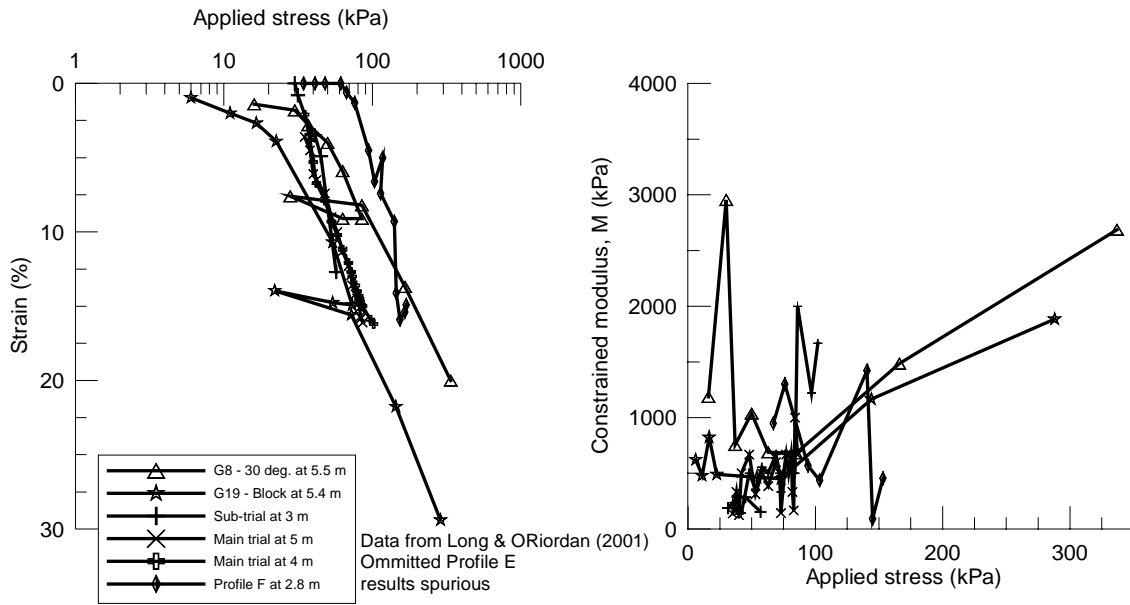 Applied stress (kPa)
1 10 100 1000
0
10
20
30
Strain (%)
G8 - 30 deg. at 5.5 m
G19 - Block at 5.4 m
Sub-trial at 3 m
Main trial at 5 m
Main trial at 4 m
Profile F at 2.8 m
Data from Long & ORiordan (2001)
Ommitted Profile E
results spurious
4000
3000
2000
1000
0
Constrained modulus, M (kPa)
0 100 200 300
Applied stress (kPa)